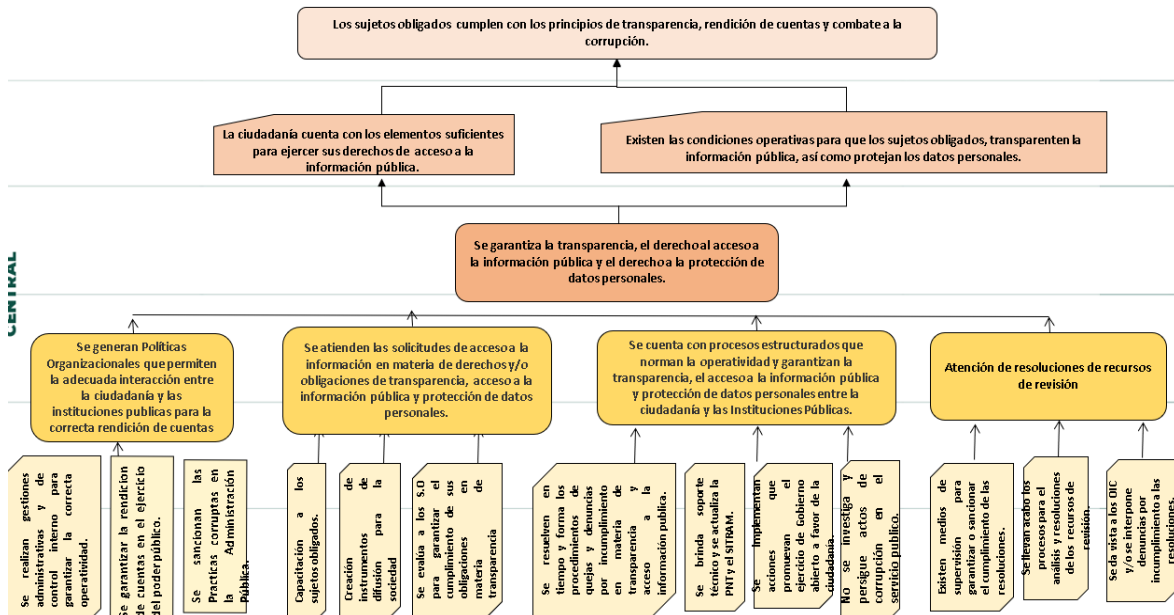 Los sujetos obligados cumplen con los principios de transparencia, rendición de cuentas y combate a la
corrupción.
La ciudadanía cuenta con los elementos suficientes
para ejercer sus derechos de acceso a la
información pública.
Existen las condiciones operativas para que los sujetos obligados, transparenten la
información pública, así como protejan los datos personales.
Se garantiza la transparencia, el derecho al acceso a
la información pública y el derecho a la protección de
datos personales.
CENTRAL
Se generan Políticas
Organizacionales que permiten
la adecuada interacción entre
la ciudadanía y las
instituciones publicas para la
correcta rendición de cuentas
Se atienden las solicitudes de acceso a la
información en materia de derechos y/o
obligaciones de transparencia, acceso a la
información pública y protección de datos
personales.
Se cuenta con procesos estructurados que
norman la operatividad y garantizan la
transparencia, el acceso a la información pública
y protección de datos personales entre la
ciudadanía y las Instituciones Públicas.
Atención de resoluciones de recursos
de revisión
Se realizan gestiones
administrativas y de
control interno para
garantizar la correcta
operatividad.
Se garantizar la rendicion
de cuentas en el ejercicio
del poder público.
Se sancionan las
Practicas corruptas en
la Administración
Pública.
Capacitación a los
sujetos obligados.
Creación de
instrumentos de
difusión para la
sociedad
Se evalúa a los S.O
para garantizar el
cumplimiento de sus
obligaciones en
materia de
transparencia
Se resuelven en
tiempo y forma los
procedimientos de
quejas y denuncias
por incumplimiento
en materia de
transparencia y
acceso a la
información publica.
Se brinda soporte
técnico y se actualiza la
PNT y el SITRAM.
Se Implementan
acciones que
promuevan el
ejercicio de Gobierno
abierto a favor de la
ciudadanía.
No se investiga y
persigue actos de
corrupción en el
servicio publico.
Existen medios de
supervisión para
garantizar o sancionar
el cumplimiento de las
resoluciones.
Se llevan acabo los
procesos para el
análisis y resoluciones
de los recursos de
revisión.
Se da vista a los OIC
y/o se interpone
denuncias por
incumplimiento a las
resoluciones.